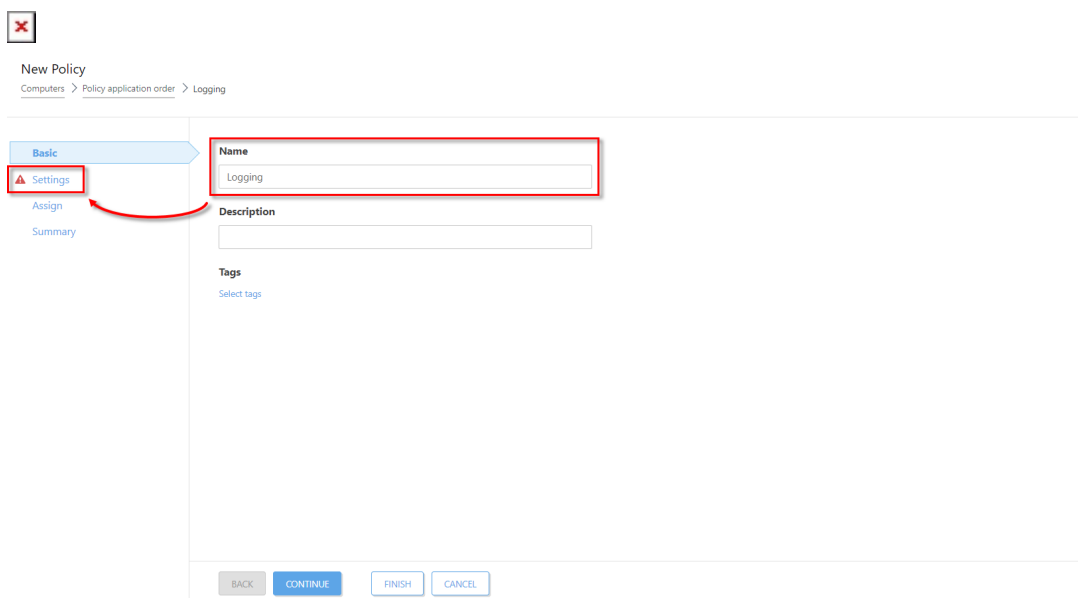 New Policy
Computers > Policy application order > Logging
Basic
Settings
Assign
Summary
Name
Logging
Description
Tags
Select tags
BACK CONTINUE FINISH CANCEL